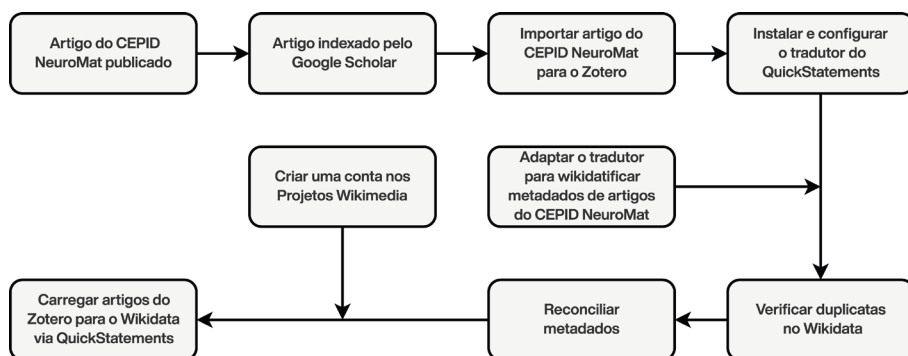 Artigo do CEPID
NeuroMat publicado
Artigo indexado pelo
Google Scholar
Importar artigo do
CEPID NeuroMat
para o Zotero
Instalar e configurar
o tradutor do
QuickStatements
Criar uma conta nos
Projetos Wikimedia
Adaptar o tradutor
para wikidatificar
metadados de artigos
do CEPID NeuroMat
Carregar artigos do
Zotero para o Wikidata
via QuickStatements
Reconciliar
metadados
Verificar duplicatas
no Wikidata